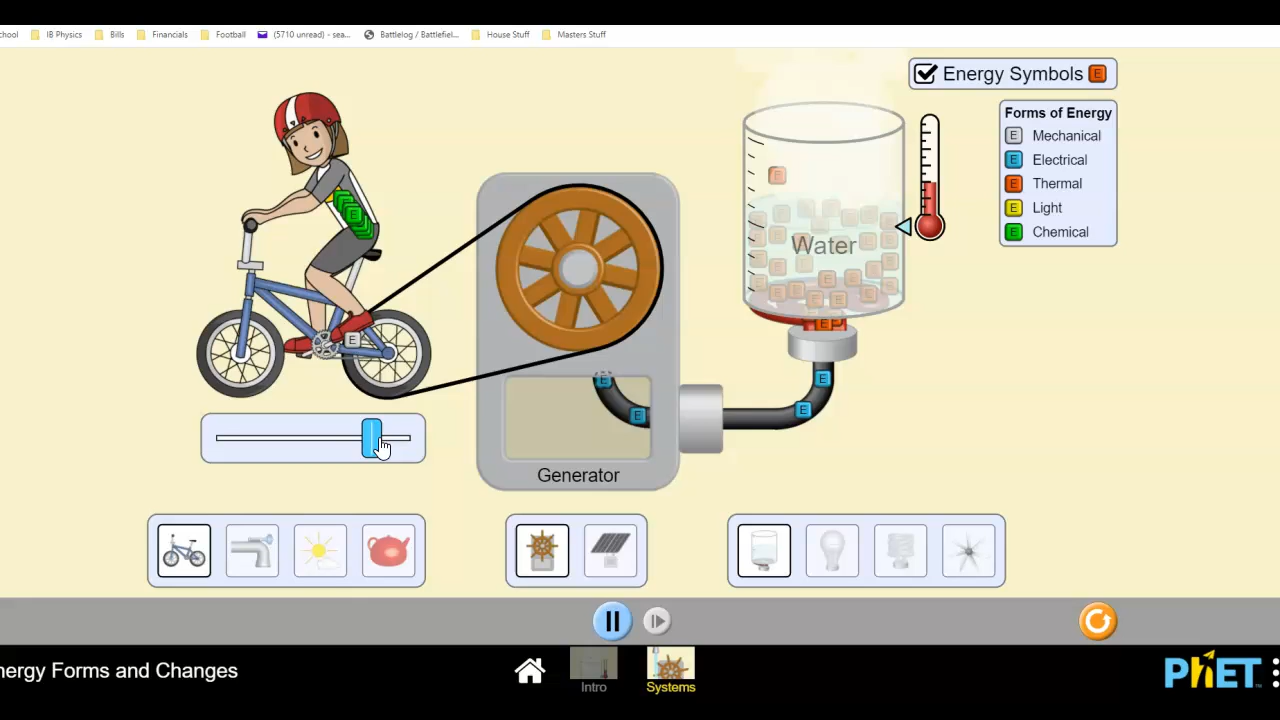 chool IB Physics Bills Financials Football (5710 unread) - sea... Battlelog / Battlefiel... House Stuff Masters Stuff
Energy Symbols E
Forms of Energy
E Mechanical
E Electrical
E Thermal
E Light
E Chemical
Water
Generator
nergy Forms and Changes
Intro
Systems
PhET